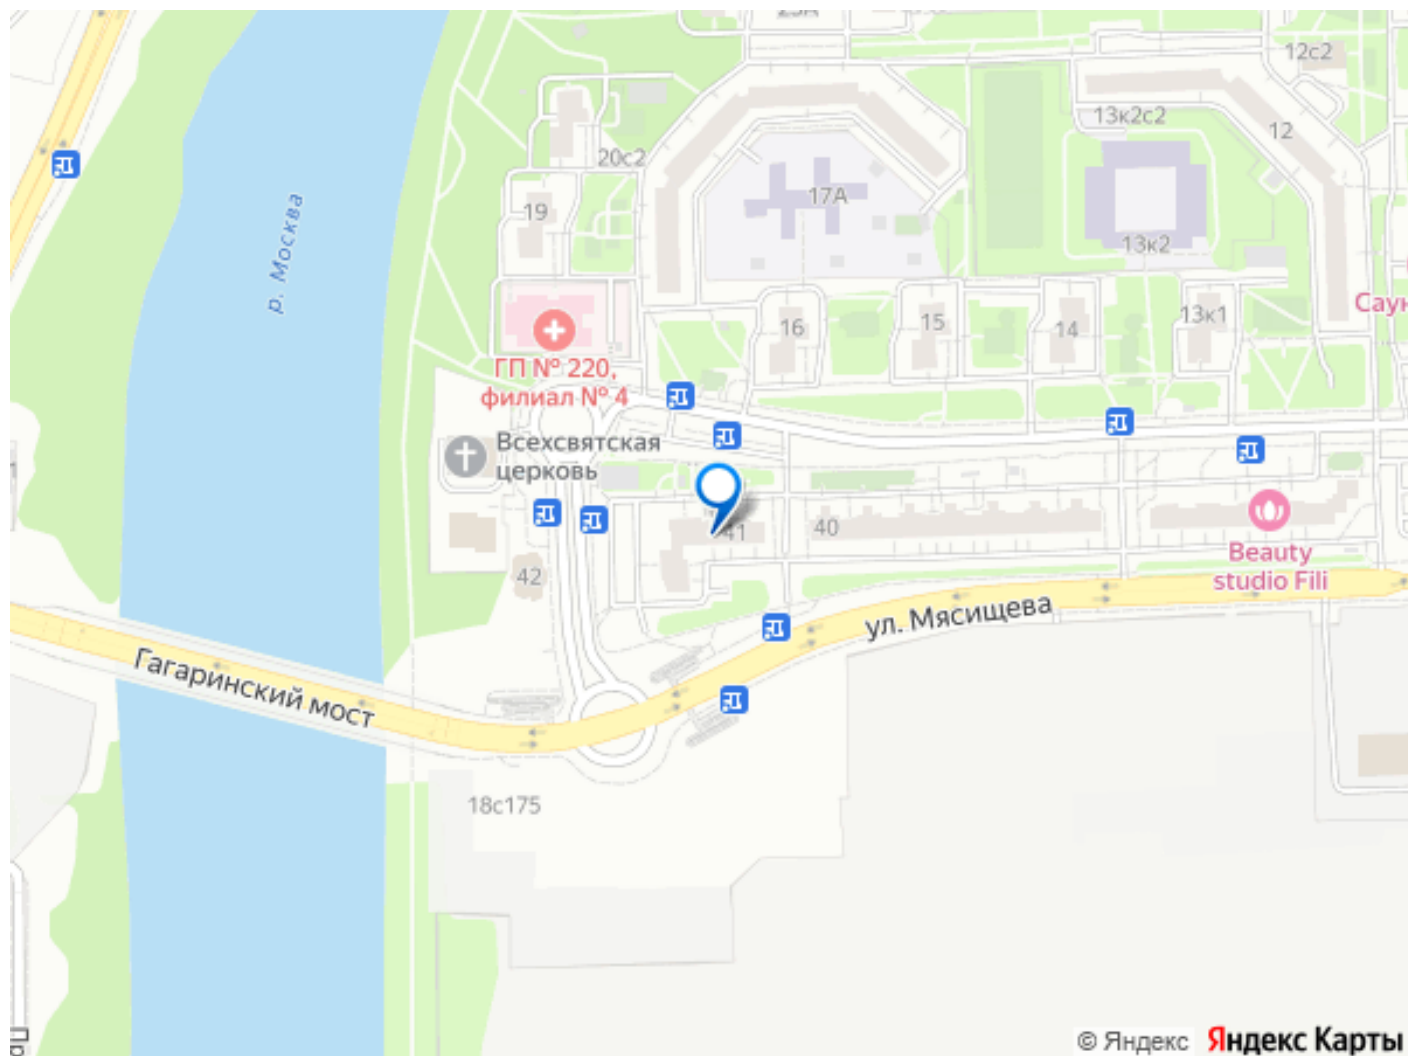 12с2
13к2с2
12
20с2
17А
19
р. Москва
13к2
Саун
16
15
14
13к1
ГП № 220,
филиал № 4
Всехсвятская
церковь
41
40
Beauty
studio Fili
42
ул. Мясищева
Гагаринский мост
18с175
© Яндекс Яндекс Карты